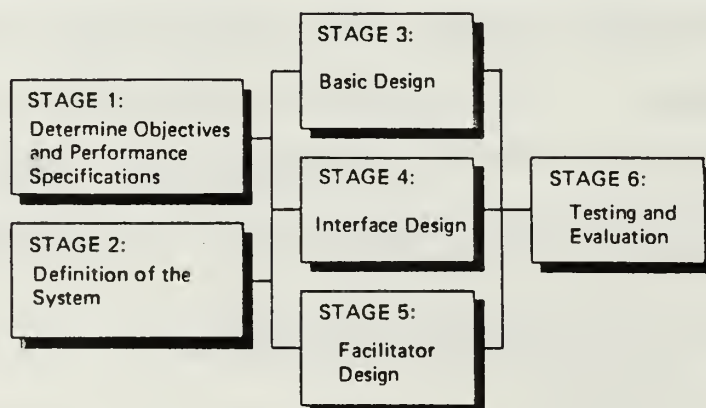 STAGE 1:
Determine Objectives
and Performance
Specifications
STAGE 2:
Definition of the
System
STAGE 3:
Basic Design
STAGE 4:
Interface Design
STAGE 5:
Facilitator
Design
STAGE 6:
Testing and
Evaluation